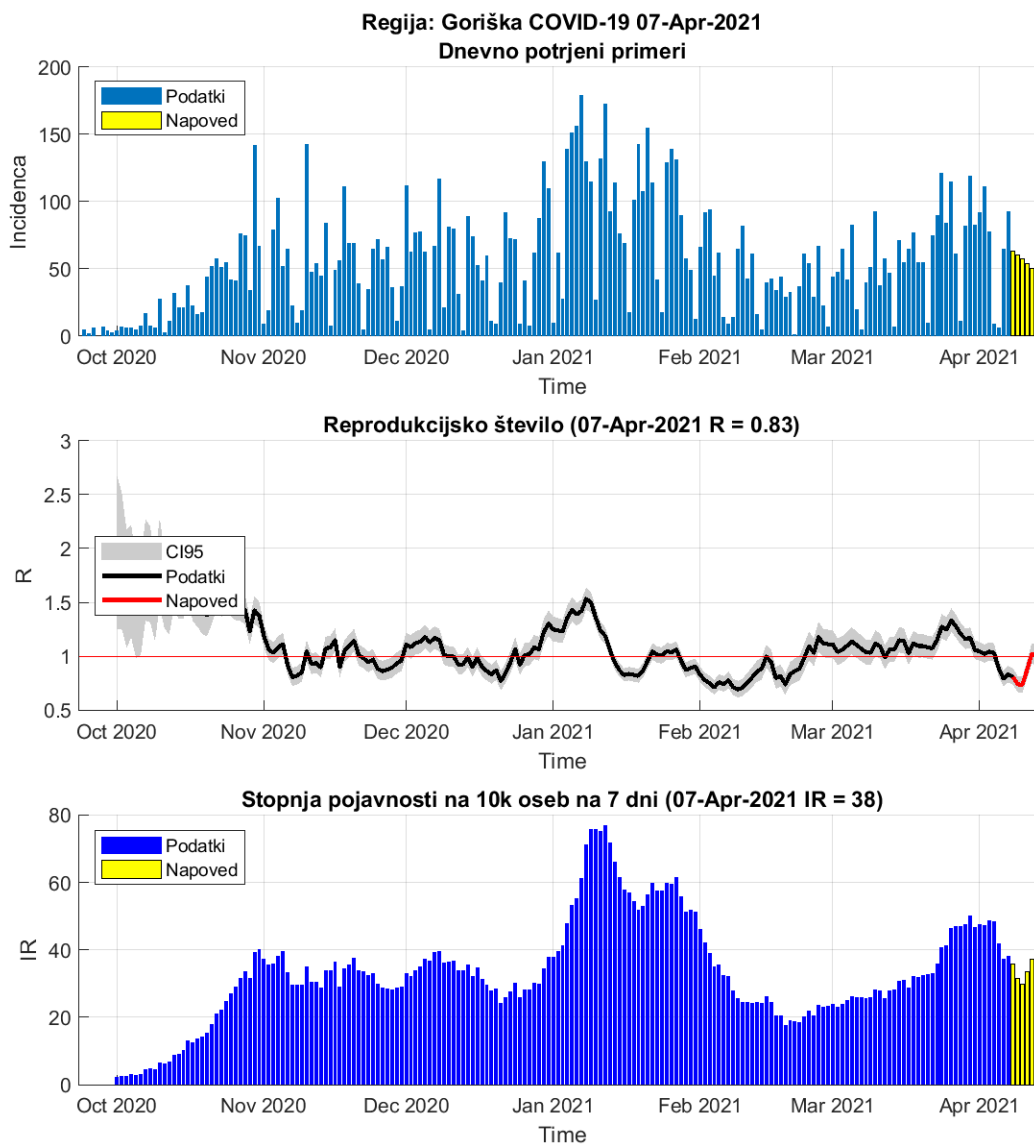 Regija: Goriška COVID-19 07-Apr-2021
Dnevno potrjeni primeri
200
150
100
50
0
Incidenca
Podatki
Napoved
Oct 2020 Nov 2020 Dec 2020 Jan 2021 Feb 2021 Mar 2021 Apr 2021
Time
Reprodukcijsko število (07-Apr-2021 R = 0.83)
3
2.5
2
1.5
1
0.5
R
CI95
Podatki
Napoved
Oct 2020 Nov 2020 Dec 2020 Jan 2021 Feb 2021 Mar 2021 Apr 2021
Time
Stopnja pojavnosti na 10k oseb na 7 dni (07-Apr-2021 IR = 38)
80
60
40
20
0
IR
Podatki
Napoved
Oct 2020 Nov 2020 Dec 2020 Jan 2021 Feb 2021 Mar 2021 Apr 2021
Time